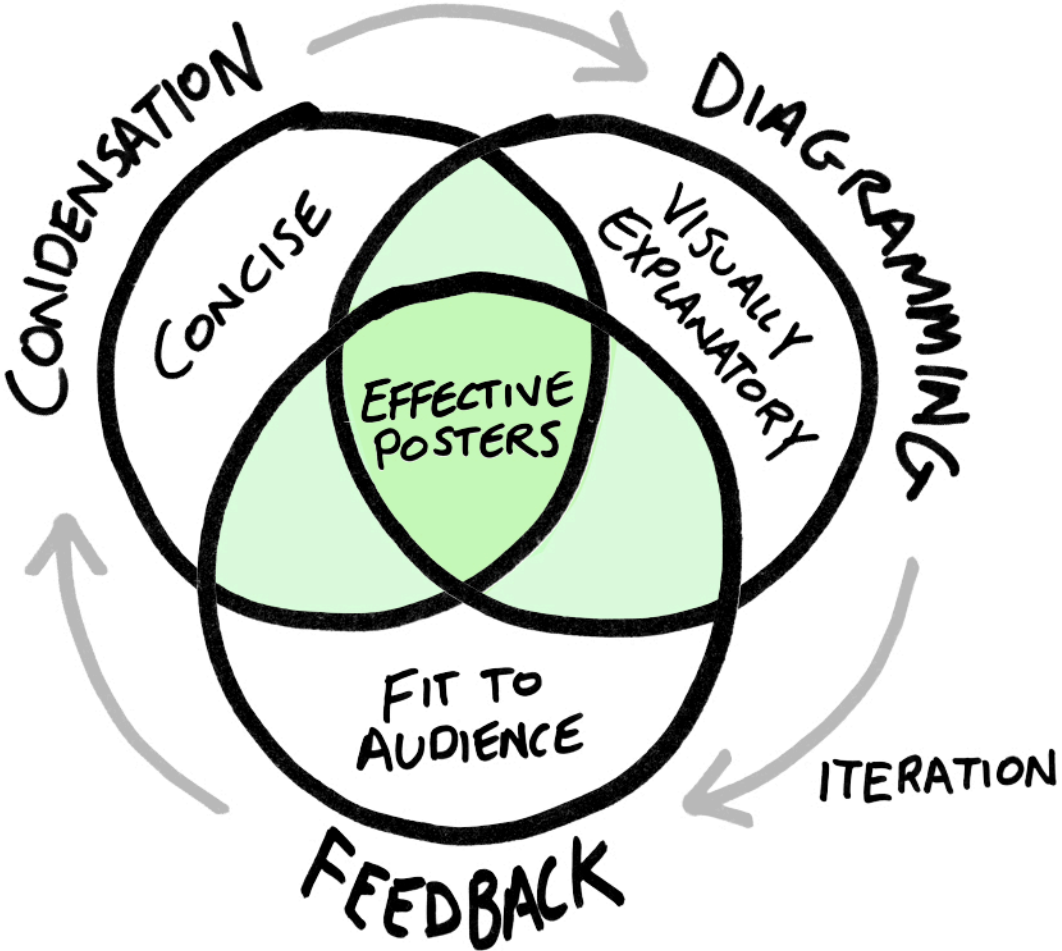 CONDENSATION
DIAGRAMMING
CONCISE
VISUALLY
EXPLANATORY
EFFECTIVE
POSTERS
FIT TO
AUDIENCE
ITERATION
FEEDBACK